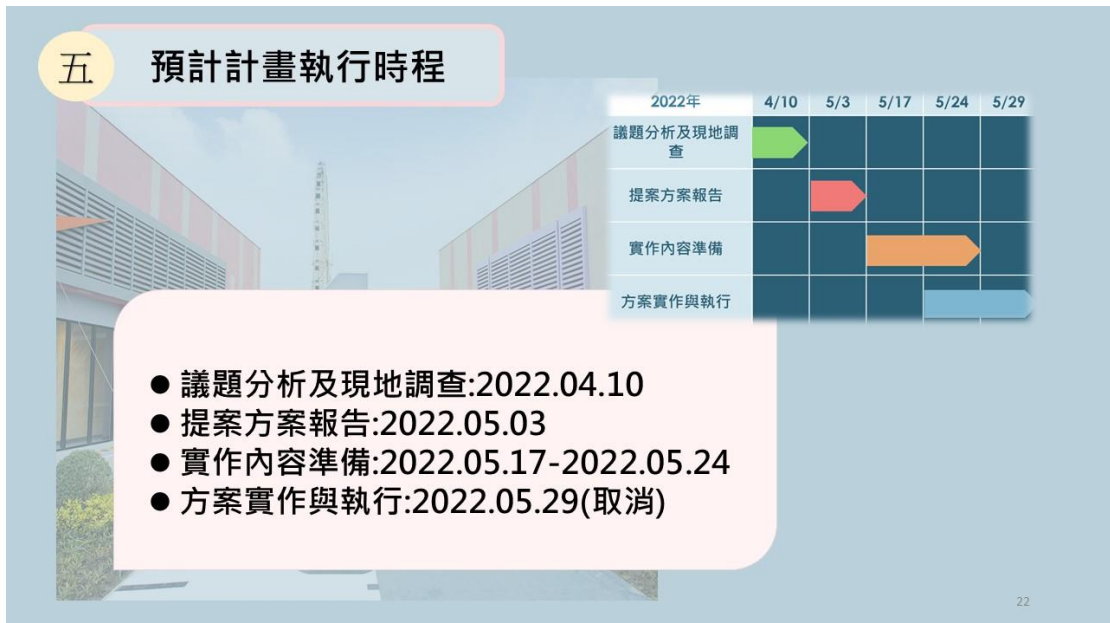 五
預計計畫執行時程
2022年 4/10 5/3 5/17 5/24 5/29
議題分析及現地調
查
提案方案報告
實作內容準備
方案實作與執行
● 議題分析及現地調查:2022.04.10
● 提案方案報告:2022.05.03
● 實作內容準備:2022.05.17-2022.05.24
● 方案實作與執行:2022.05.29(取消)
22